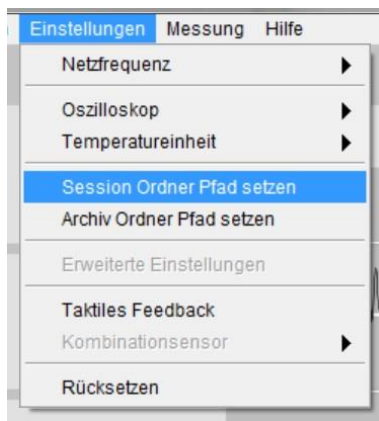 Einstellungen Messung Hilfe
Netzfrequenz
Oszilloskop
Temperatureinheit
Session Ordner Pfad setzen
Archiv Ordner Pfad setzen
Erweiterte Einstellungen
Taktiles Feedback
Kombinationsensor
Rücksetzen